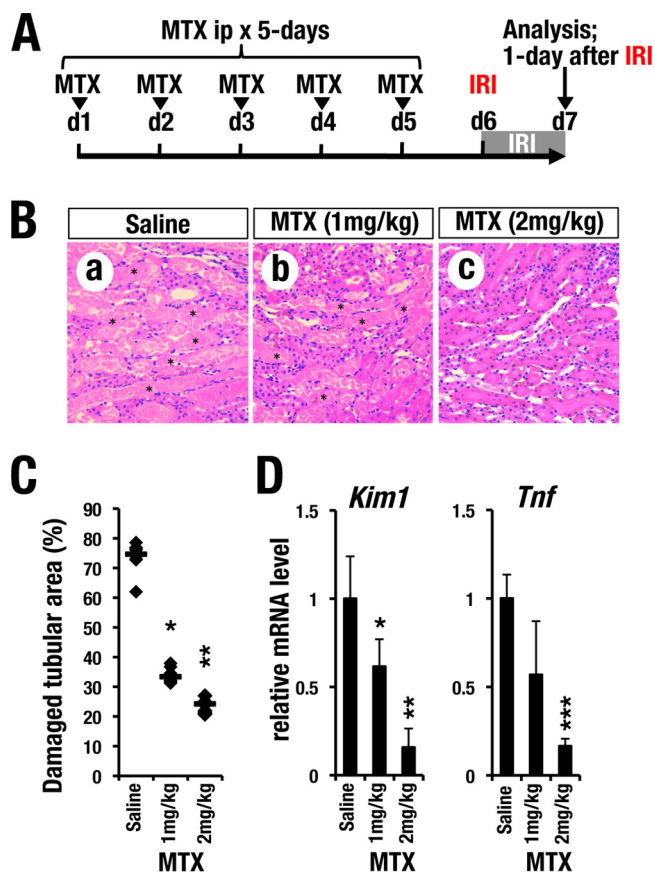 A
MTX ip x 5-days
Analysis;
1-day after IRI
MTX MTX MTX MTX MTX IRI
d1 d2 d3 d4 d5 d6 d7
IRI
B
Saline MTX (1mg/kg) MTX (2mg/kg)
a b c
* * * * * *
* * * * *
C
Damaged tubular area (%)
90
80
70
60
50
40
30
20
10
0
*
**
Saline
1mg/kg
2mg/kg
MTX
D
Kim1
relative mRNA level
1.5
1
0.5
0
*
**
Saline
1mg/kg
2mg/kg
MTX
Tnf
1.5
1
0.5
0
***
Saline
1mg/kg
2mg/kg
MTX